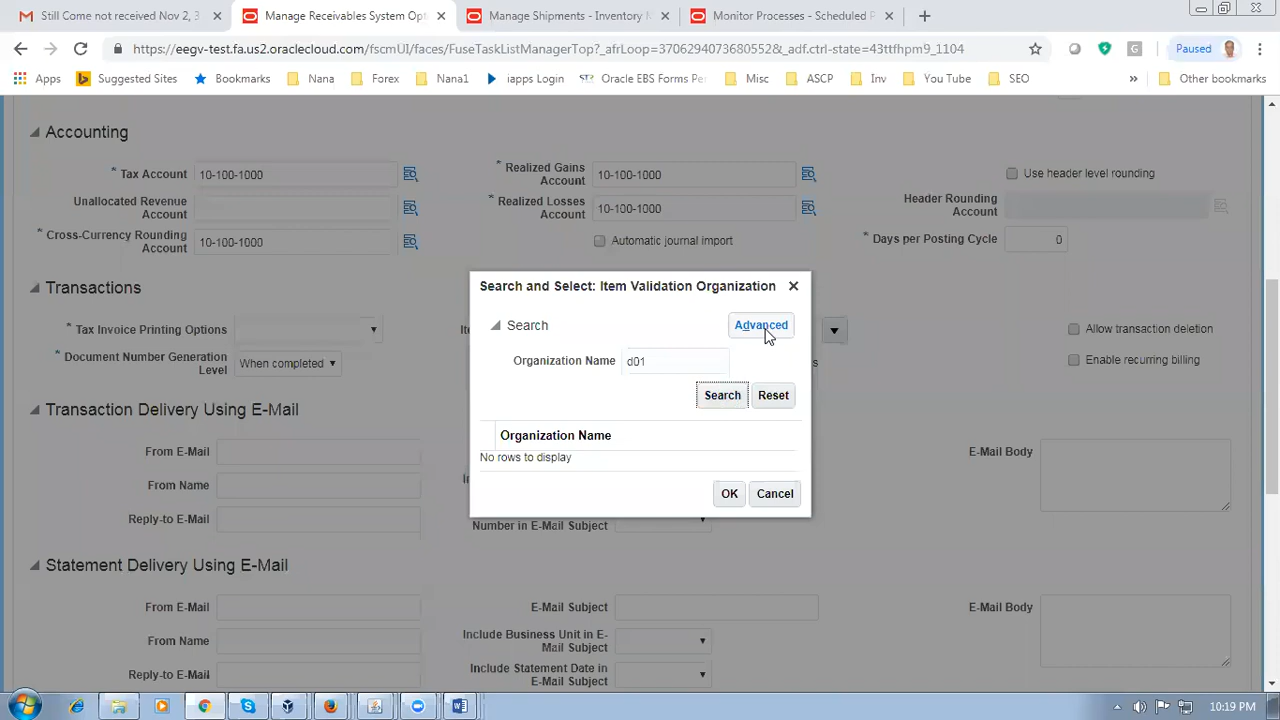 Still Come not received Nov 2, 3
Manage Receivables System Opt
Manage Shipments - Inventory M
Monitor Processes - Scheduled P
https://eegv-test.fa.us2.oraclecloud.com/fscmUI/faces/FuseTaskListManagerTop?_afrLoop=37062940736805528&_adf.ctrl-state=43ttfhpm9_1104
Paused
Apps
Suggested Sites
Bookmarks
Nana
Forex
Nana1
iapps Login
Oracle EBS Forms Pe
Misc
ASCP
Inv
You Tube
SEO
»
Other bookmarks
Accounting
* Tax Account 10-100-1000
* Realized Gains Account 10-100-1000
Use header level rounding
Unallocated Revenue Account
* Realized Losses Account 10-100-1000
Header Rounding Account
* Cross-Currency Rounding Account 10-100-1000
Automatic journal import
* Days per Posting Cycle 0
Transactions
* Tax Invoice Printing Options
Allow transaction deletion
* Document Number Generation Level When completed
Enable recurring billing
Search and Select: Item Validation Organization
Search
Advanced
Organization Name d01
Search Reset
Organization Name
No rows to display
OK Cancel
Transaction Delivery Using E-Mail
From E-Mail
E-Mail Body
From Name
Reply-to E-Mail
Number in E-Mail Subject
Statement Delivery Using E-Mail
From E-Mail
E-Mail Subject
E-Mail Body
From Name
Include Business Unit in E-Mail Subject
Reply-to E-Mail
Include Statement Date in E-Mail Subject
10:19 PM